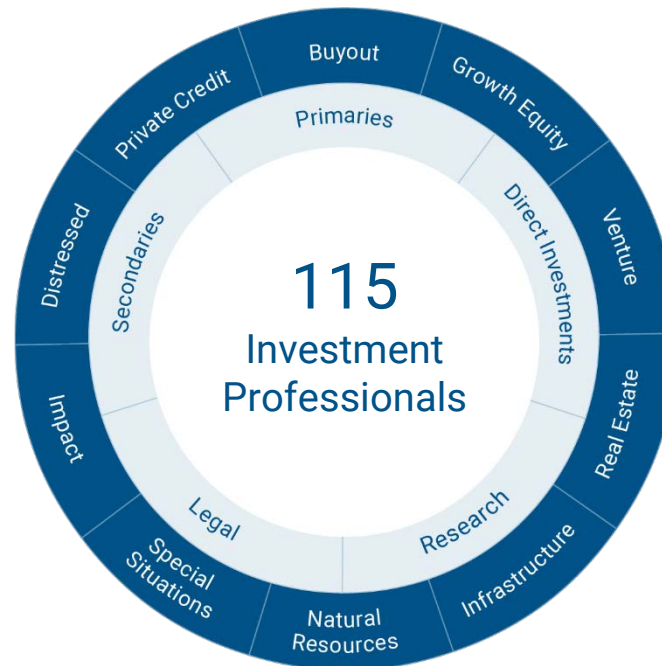 Buyout
Growth Equity
Venture
Real Estate
Infrastructure
Natural
Resources
Special
Situations
Impact
Distressed
Private Credit
Primaries
Direct Investments
Research
Legal
Secondaries
115
Investment
Professionals